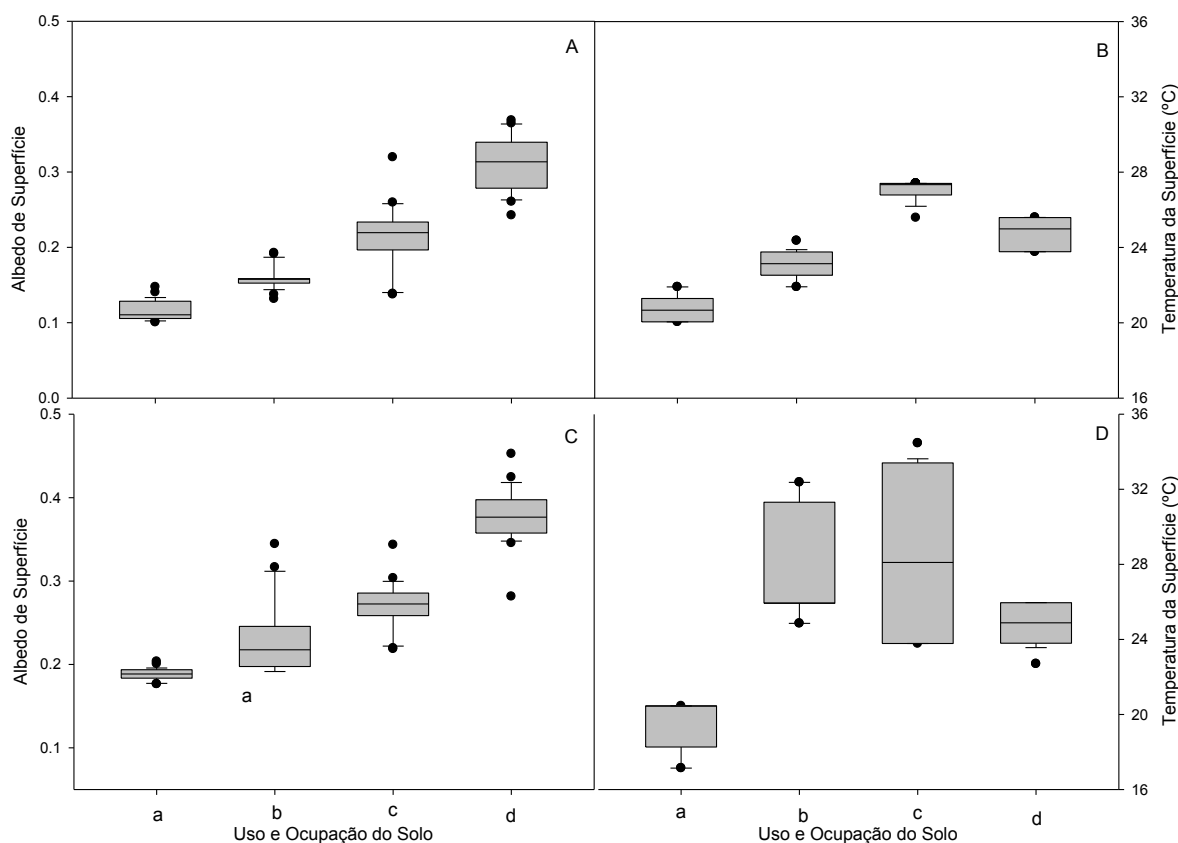 A
0.5
0.4
0.3
0.2
0.1
0.0
Albedo de Superfície
B
36
32
28
24
20
16
Temperatura da Superfície (ºC)
C
0.5
0.4
0.3
0.2
0.1
Albedo de Superfície
a
a
b
c
d
Uso e Ocupação do Solo
D
36
32
28
24
20
16
Temperatura da Superfície (ºC)
a
b
c
d
Uso e Ocupação do Solo